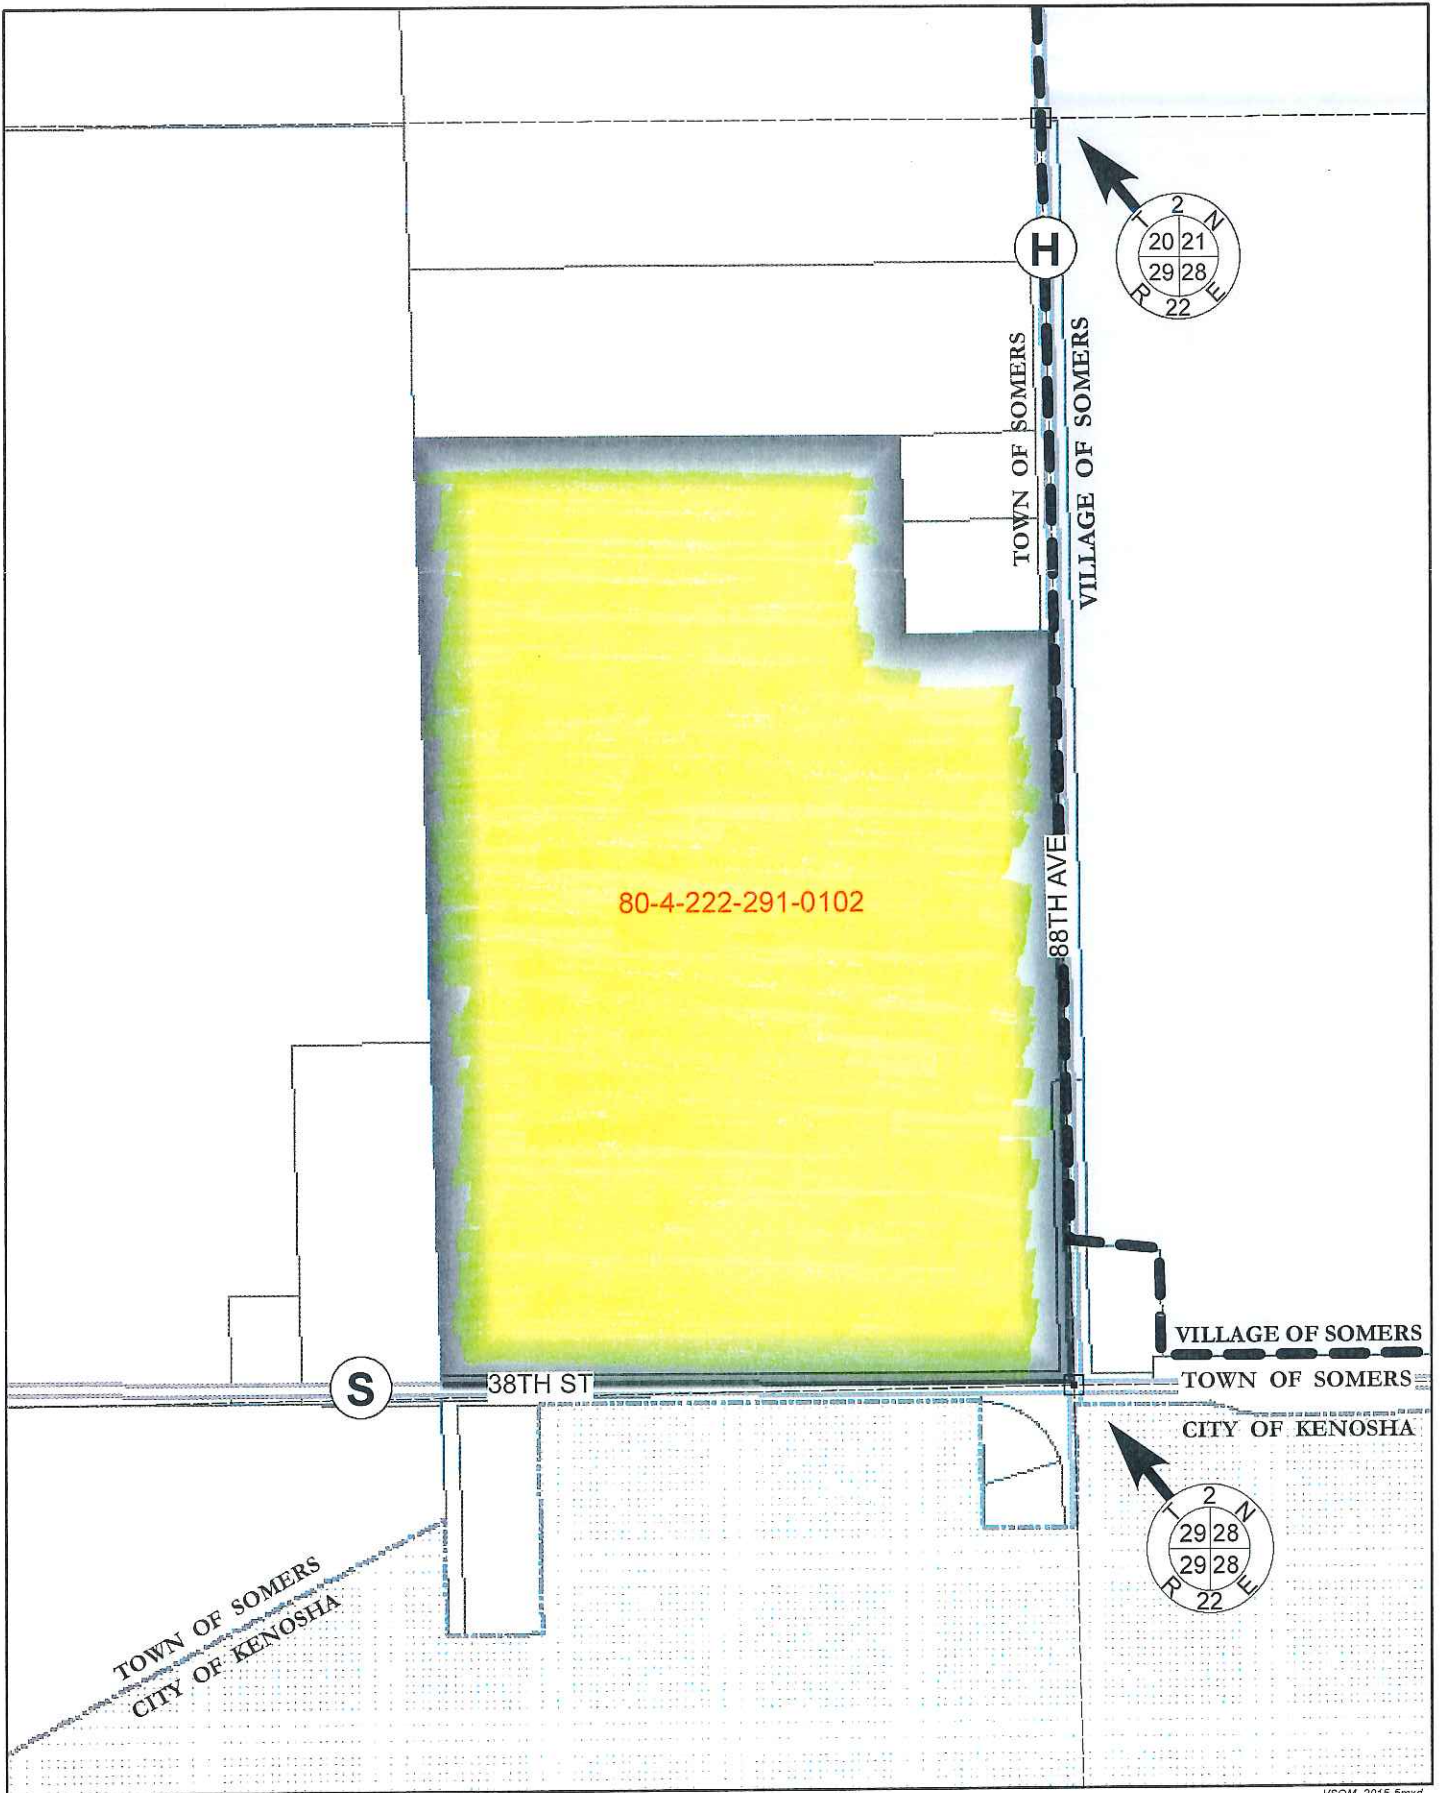 2
T N
20 21
29 28
R E
22
H
TOWN OF SOMERS
VILLAGE OF SOMERS
80-4-222-291-0102
88TH AVE
VILLAGE OF SOMERS
S
38TH ST
TOWN OF SOMERS
CITY OF KENOSHA
2
T N
29 28
29 28
R E
22
TOWN OF SOMERS
CITY OF KENOSHA